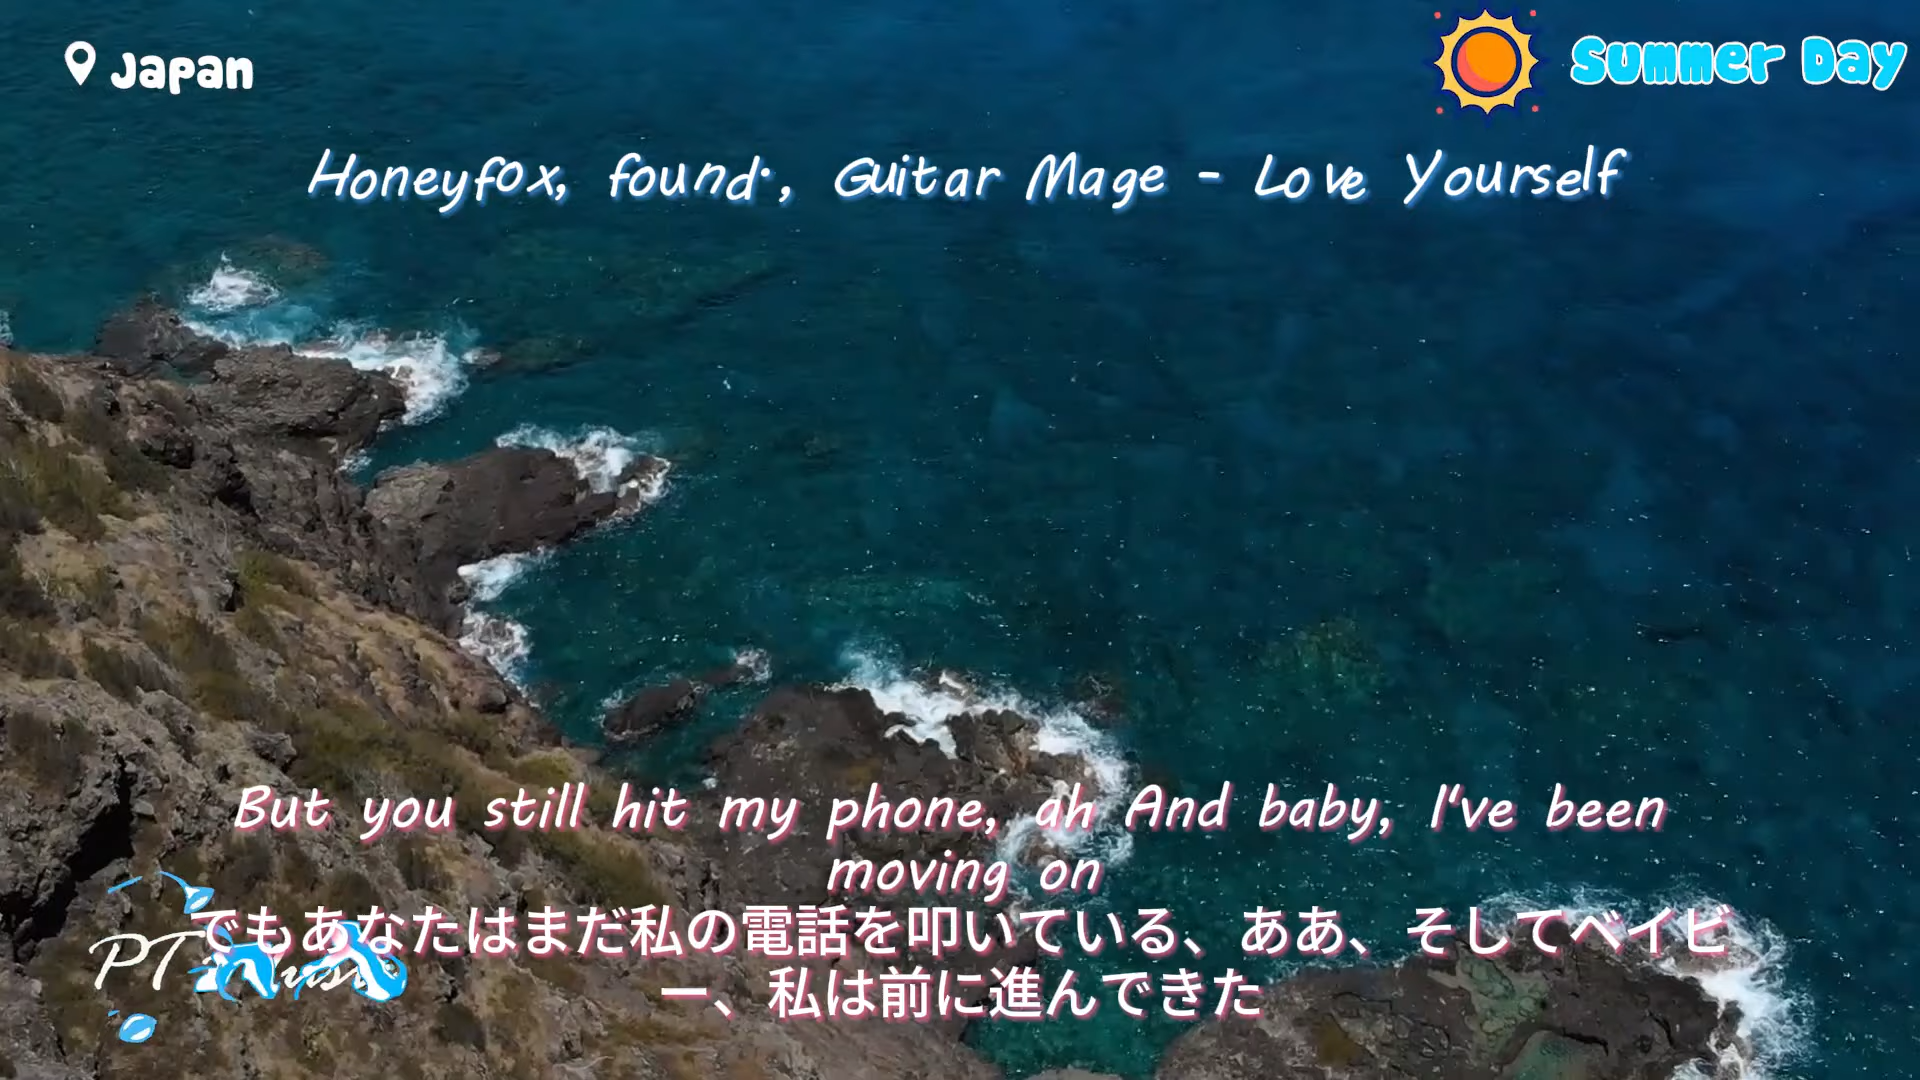 Japan
Summer Day
Honeyfox, found., Guitar Mage - Love Yourself
But you still hit my phone, ah And baby, I've been
moving on
でもあなたはまだ私の電話を叩いている、ああ、そしてベイビ
ー、私は前に進んできた
PT Music